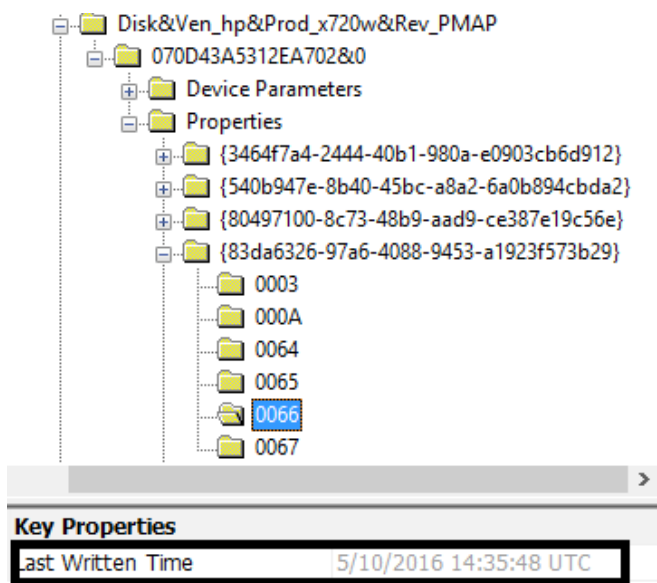 Disk&Ven_hp&Prod_x720w&Rev_PMAP
070D43A5312EA702&0
Device Parameters
Properties
{3464f7a4-2444-40b1-980a-e0903cb6d912}
{540b947e-8b40-45bc-a8a2-6a0b894cbda2}
{80497100-8c73-48b9-aad9-ce387e19c56e}
{83da6326-97a6-4088-9453-a1923f573b29}
0003
000A
0064
0065
0066
0067
Key Properties
Last Written Time 5/10/2016 14:35:48 UTC